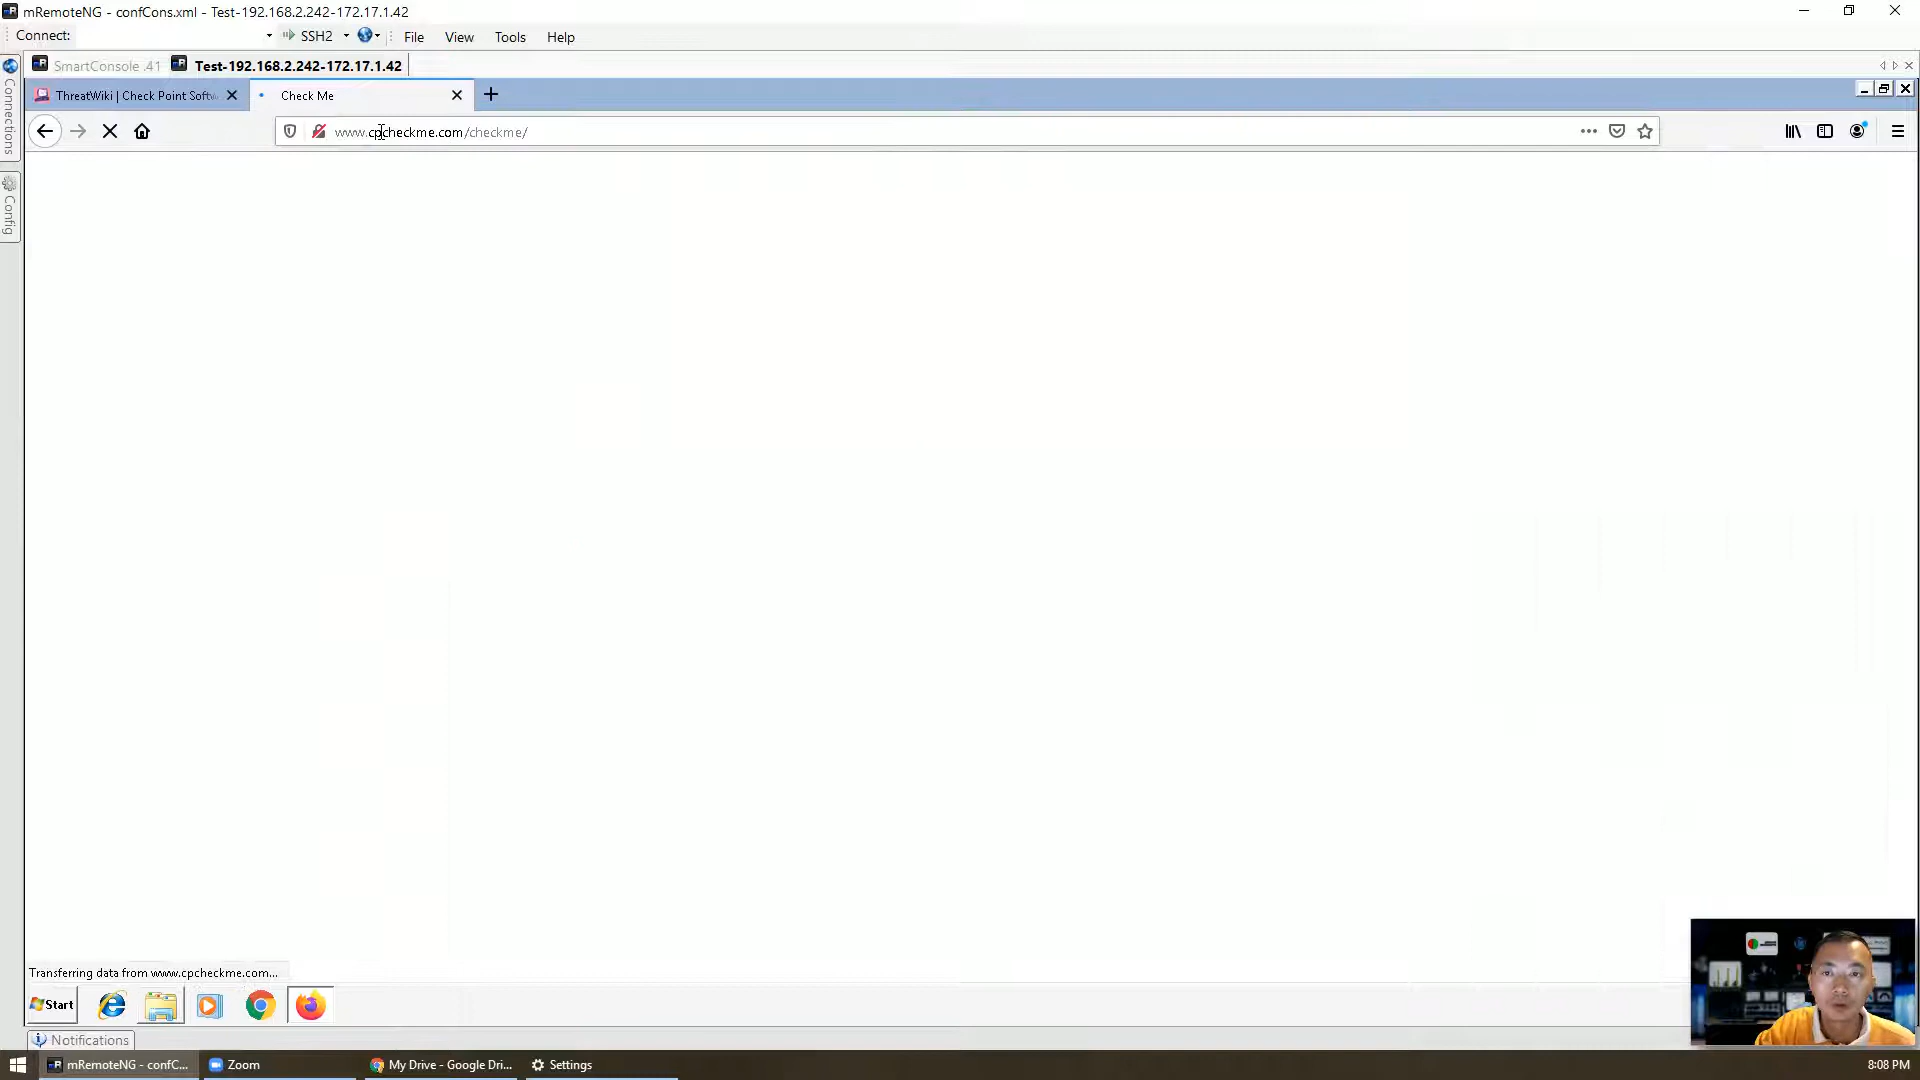 mRemoteNG - confCons.xml - Test-192.168.2.242-172.17.1.42
Connect: SSH2 File View Tools Help
SmartConsole .41 Test-192.168.2.242-172.17.1.42
Connections
Config
ThreatWiki | Check Point Softw Check Me
www.cpcheckme.com/checkme/
Transferring data from www.cpcheckme.com...
Start
Notifications
mRemoteNG - confC... Zoom My Drive - Google Dri... Settings 8:08 PM